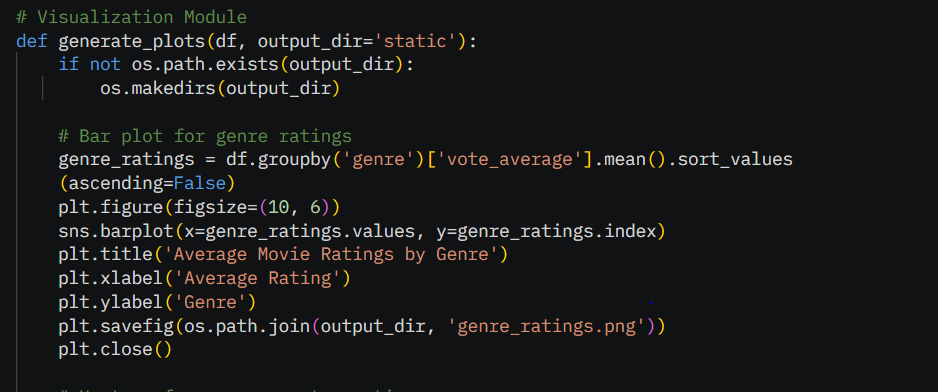 # Visualization Module
def generate_plots(df, output_dir='static'):
    if not os.path.exists(output_dir):
        os.makedirs(output_dir)

    # Bar plot for genre ratings
    genre_ratings = df.groupby('genre')['vote_average'].mean().sort_values
    (ascending=False)
    plt.figure(figsize=(10, 6))
    sns.barplot(x=genre_ratings.values, y=genre_ratings.index)
    plt.title('Average Movie Ratings by Genre')
    plt.xlabel('Average Rating')
    plt.ylabel('Genre')
    plt.savefig(os.path.join(output_dir, 'genre_ratings.png'))
    plt.close()